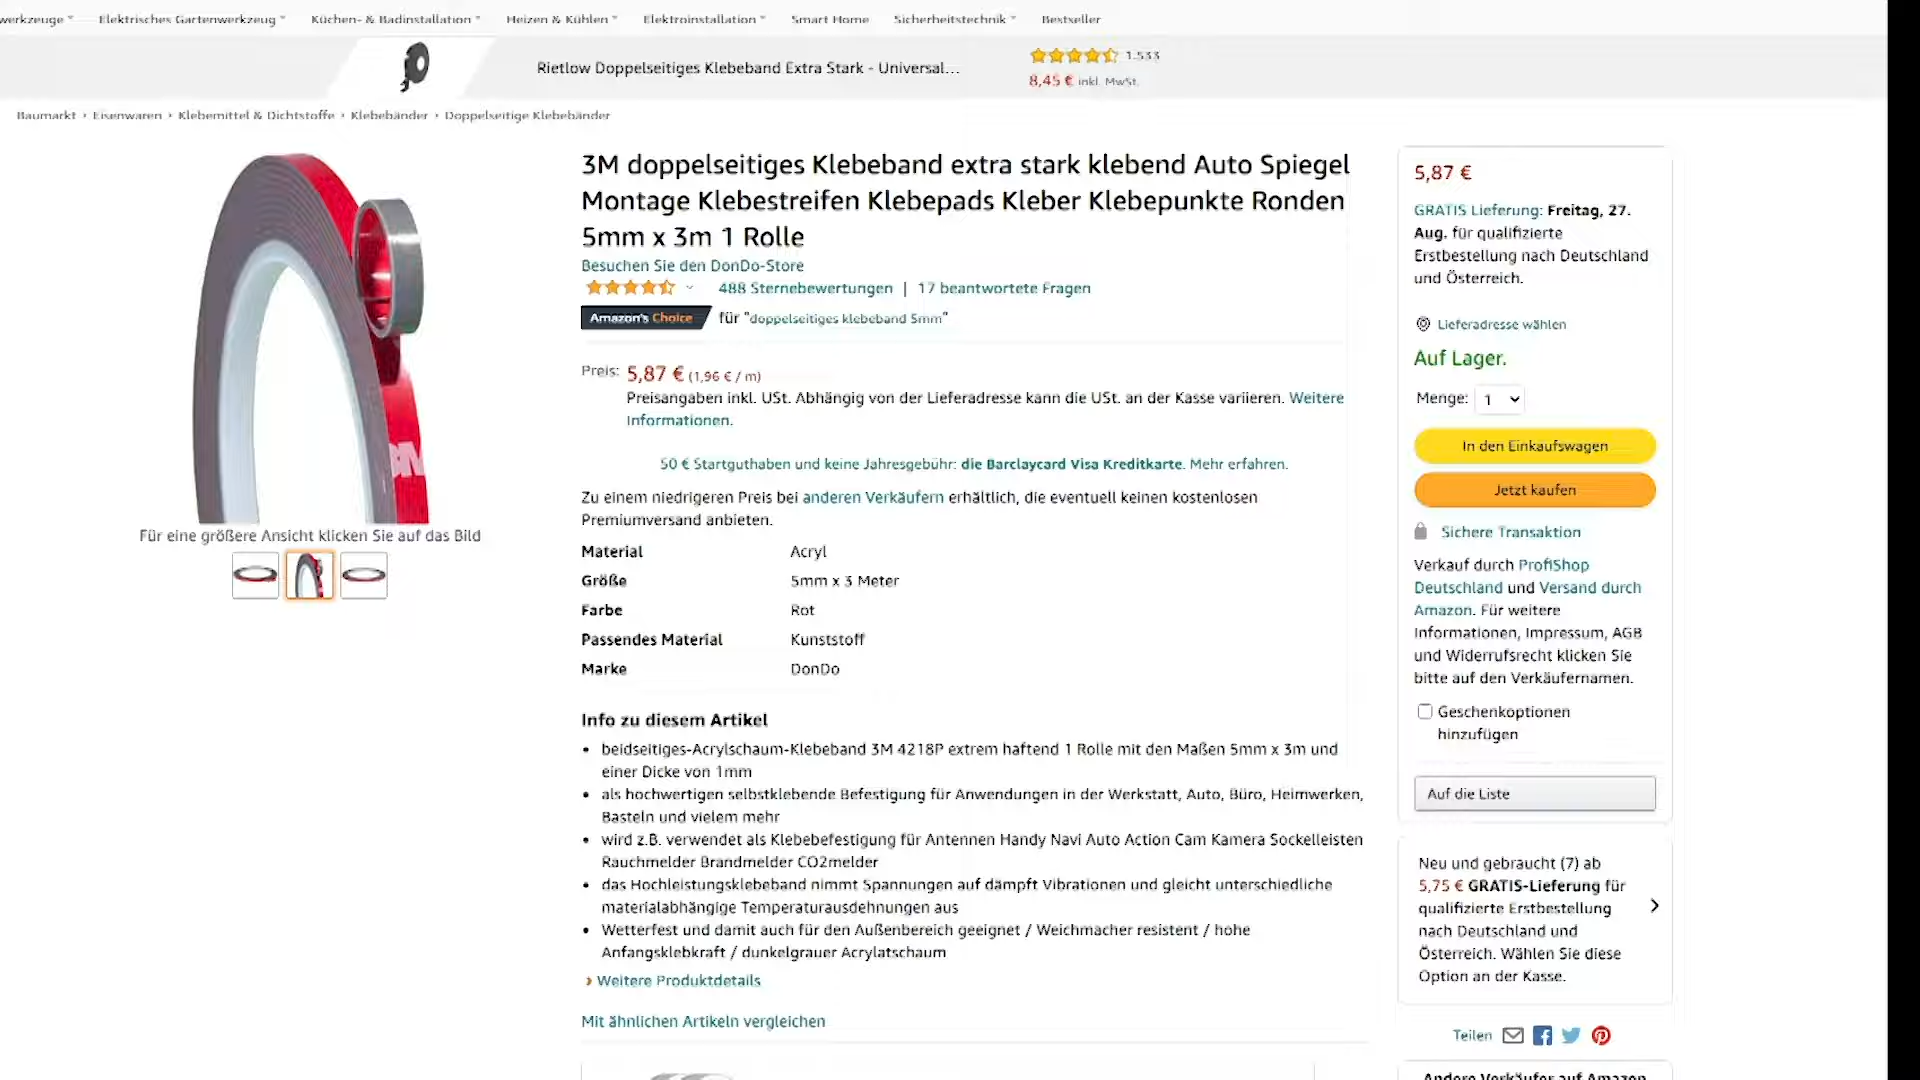 werkzeuge Elektrisches Gartenwerkzeug Küchen- & Badinstallation Heizen & Kühlen Elektroinstallation Smart Home Sicherheitstechnik Bestseller
Rietlow Doppelseitiges Klebeband Extra Stark - Universal...
1.533
8,45 € inkl. MwSt.
Baumarkt › Eisenwaren › Klebemittel & Dichtstoffe › Klebebänder › Doppelseitige Klebebänder
3M
Für eine größere Ansicht klicken Sie auf das Bild
3M doppelseitiges Klebeband extra stark klebend Auto Spiegel
Montage Klebestreifen Klebepads Kleber Klebepunkte Ronden
5mm x 3m 1 Rolle
Besuchen Sie den DonDo-Store
488 Sternebewertungen | 17 beantwortete Fragen
Amazon's Choice für "doppelseitiges klebeband 5mm"
Preis: 5,87 € (1,96 € / m)
Preisangaben inkl. USt. Abhängig von der Lieferadresse kann die USt. an der Kasse variieren. Weitere
Informationen.
50 € Startguthaben und keine Jahresgebühr: die Barclaycard Visa Kreditkarte. Mehr erfahren.
Zu einem niedrigeren Preis bei anderen Verkäufern erhältlich, die eventuell keinen kostenlosen
Premiumversand anbieten.
Material Acryl
Größe 5mm x 3 Meter
Farbe Rot
Passendes Material Kunststoff
Marke DonDo
Info zu diesem Artikel
• beidseitiges-Acrylschaum-Klebeband 3M 4218P extrem haftend 1 Rolle mit den Maßen 5mm x 3m und
einer Dicke von 1mm
• als hochwertigen selbstklebende Befestigung für Anwendungen in der Werkstatt, Auto, Büro, Heimwerken,
Basteln und vielem mehr
• wird z.B. verwendet als Klebebefestigung für Antennen Handy Navi Auto Action Cam Kamera Sockelleisten
Rauchmelder Brandmelder CO2melder
• das Hochleistungsklebeband nimmt Spannungen auf dämpft Vibrationen und gleicht unterschiedliche
materialabhängige Temperaturausdehnungen aus
• Wetterfest und damit auch für den Außenbereich geeignet / Weichmacher resistent / hohe
Anfangsklebkraft / dunkelgrauer Acrylatschaum
› Weitere Produktdetails
Mit ähnlichen Artikeln vergleichen
5,87 €
GRATIS Lieferung: Freitag, 27.
Aug. für qualifizierte
Erstbestellung nach Deutschland
und Österreich.
Lieferadresse wählen
Auf Lager.
Menge: 1
In den Einkaufswagen
Jetzt kaufen
Sichere Transaktion
Verkauf durch ProfiShop
Deutschland und Versand durch
Amazon. Für weitere
Informationen, Impressum, AGB
und Widerrufsrecht klicken Sie
bitte auf den Verkäufernamen.
Geschenkoptionen
hinzufügen
Auf die Liste
Neu und gebraucht (7) ab
5,75 € GRATIS-Lieferung für
qualifizierte Erstbestellung
nach Deutschland und
Österreich. Wählen Sie diese
Option an der Kasse.
Teilen
Andere Verkäufer auf Amazon